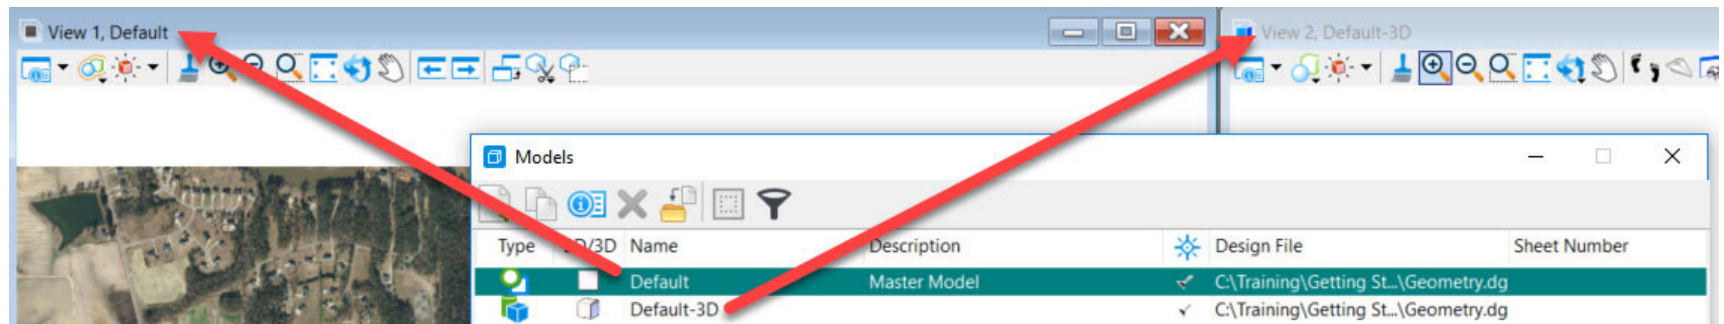 View 1, Default
View 2, Default-3D
Models
Type 2D/3D Name Description Design File Sheet Number
Default Master Model C:\Training\Getting St...\Geometry.dg
Default-3D C:\Training\Getting St...\Geometry.dg